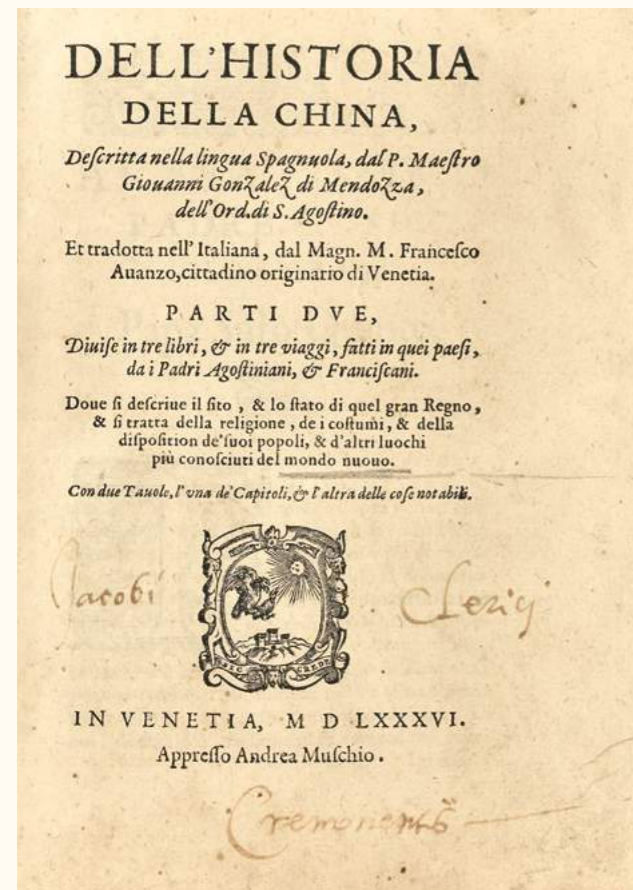 DELL'HISTORIA
DELLA CHINA,
Deſcritta nella lingua Spagnuola, dal P. Maeſtro
Giouanni Gonzalez di Mendozza,
dell'Ord. di S. Agoſtino.
Et tradotta nell'Italiana, dal Magn. M. Franceſco
Auanzo, cittadino originario di Venetia.
PARTI DVE,
Diuiſe in tre libri, & in tre viaggi, fatti in quei paeſi,
da i Padri Agoſtiniani, & Franciſcani.
Doue ſi deſcriue il ſito, & lo ſtato di quel gran Regno,
& ſi tratta della religione, de i coſtumi, & della
diſpoſition de'ſuoi popoli, & d'altri luochi
più conoſciuti del mondo nuouo.
Con due Tauole, l'vna de'Capitoli, & l'altra delle coſe notabili.
Jacobi Clerici
CREDE
IN VENETIA, M D LXXXVI.
Appreſſo Andrea Muſchio.